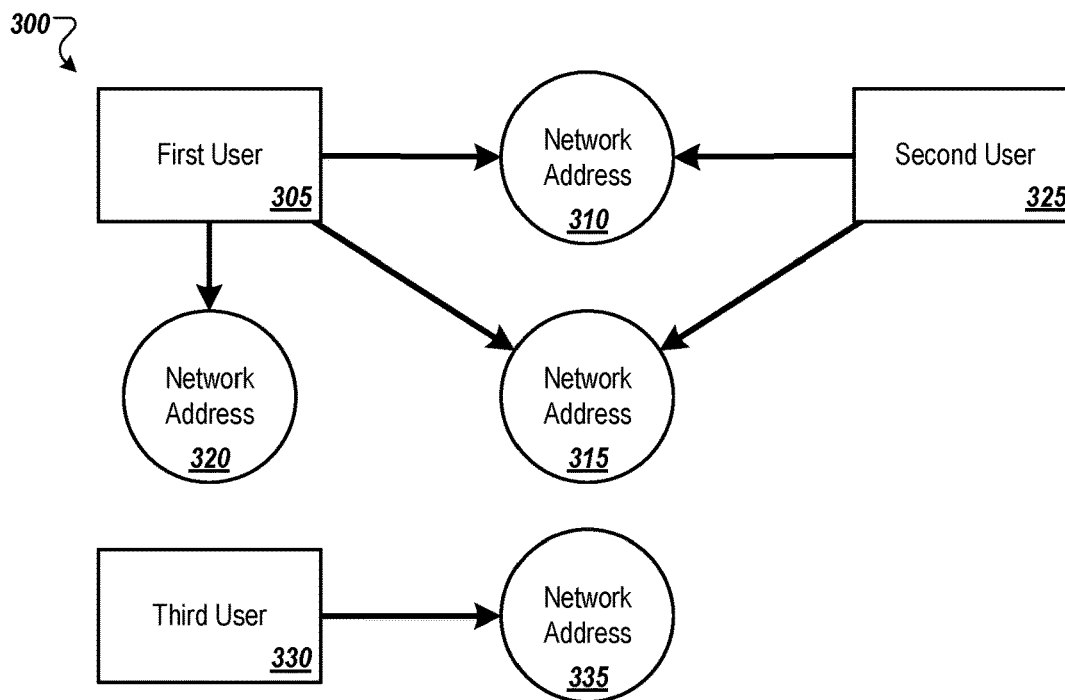 300
First User
305
Network
Address
310
Second User
325
Network
Address
320
Network
Address
315
Third User
330
Network
Address
335